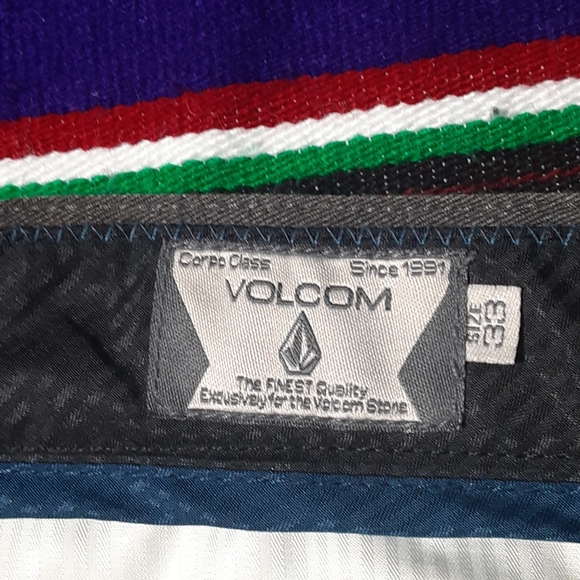 Corpo Class Since 1991
VOLCOM
The FINEST Quality
Exclusively for the Volcom Stone
SIZE
33